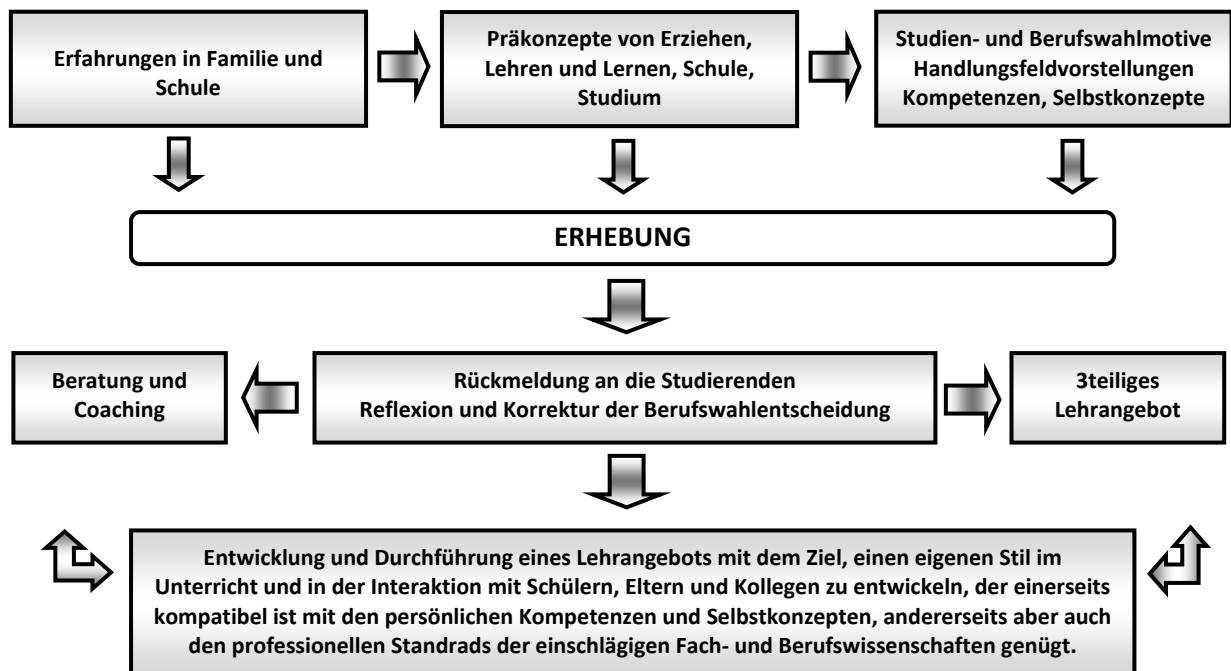 Erfahrungen in Familie und
Schule
Präkonzepte von Erziehen,
Lehren und Lernen, Schule,
Studium
Studien- und Berufswahlmotive
Handlungsfeldvorstellungen
Kompetenzen, Selbstkonzepte
ERHEBUNG
Beratung und
Coaching
Rückmeldung an die Studierenden
Reflexion und Korrektur der Berufswahlentscheidung
3teiliges
Lehrangebot
Entwicklung und Durchführung eines Lehrangebots mit dem Ziel, einen eigenen Stil im
Unterricht und in der Interaktion mit Schülern, Eltern und Kollegen zu entwickeln, der einerseits
kompatibel ist mit den persönlichen Kompetenzen und Selbstkonzepten, andererseits aber auch
den professionellen Standrads der einschlägigen Fach- und Berufswissenschaften genügt.